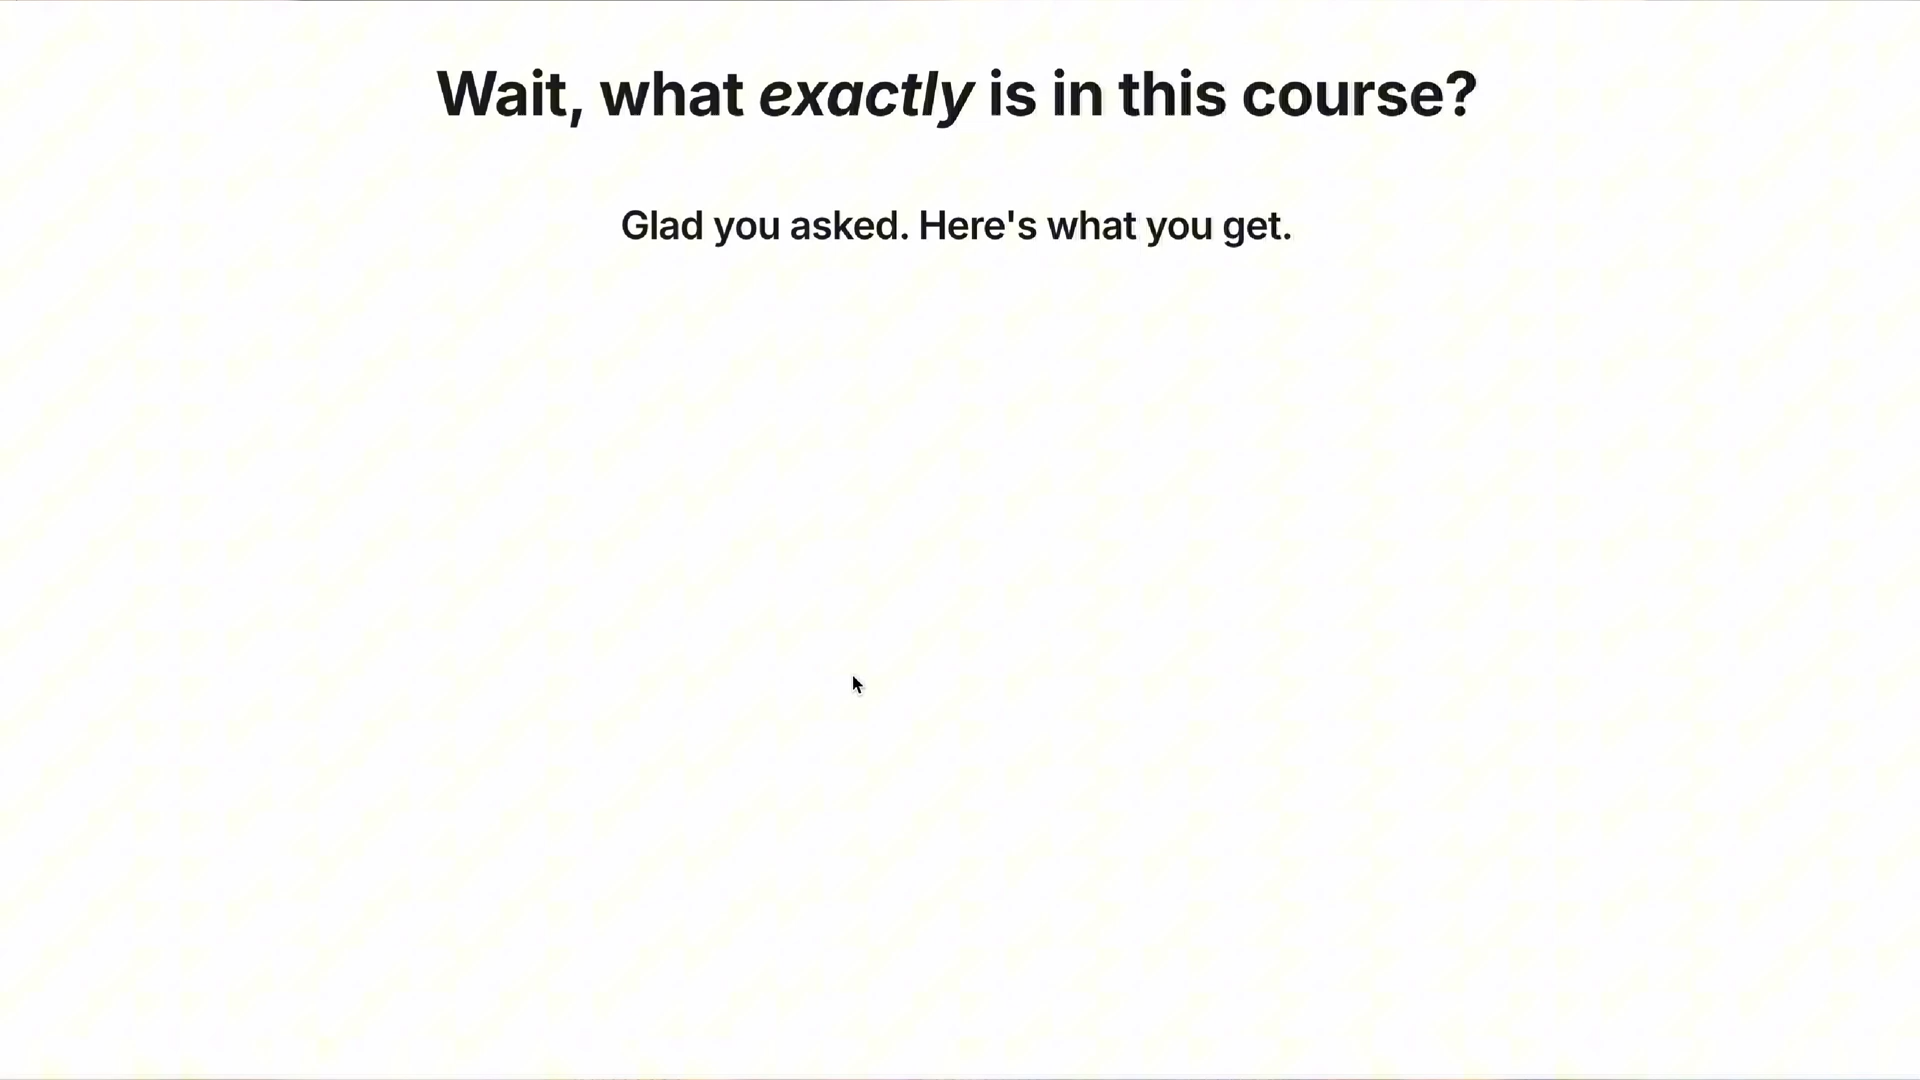 Wait, what exactly is in this course?
Glad you asked. Here's what you get.